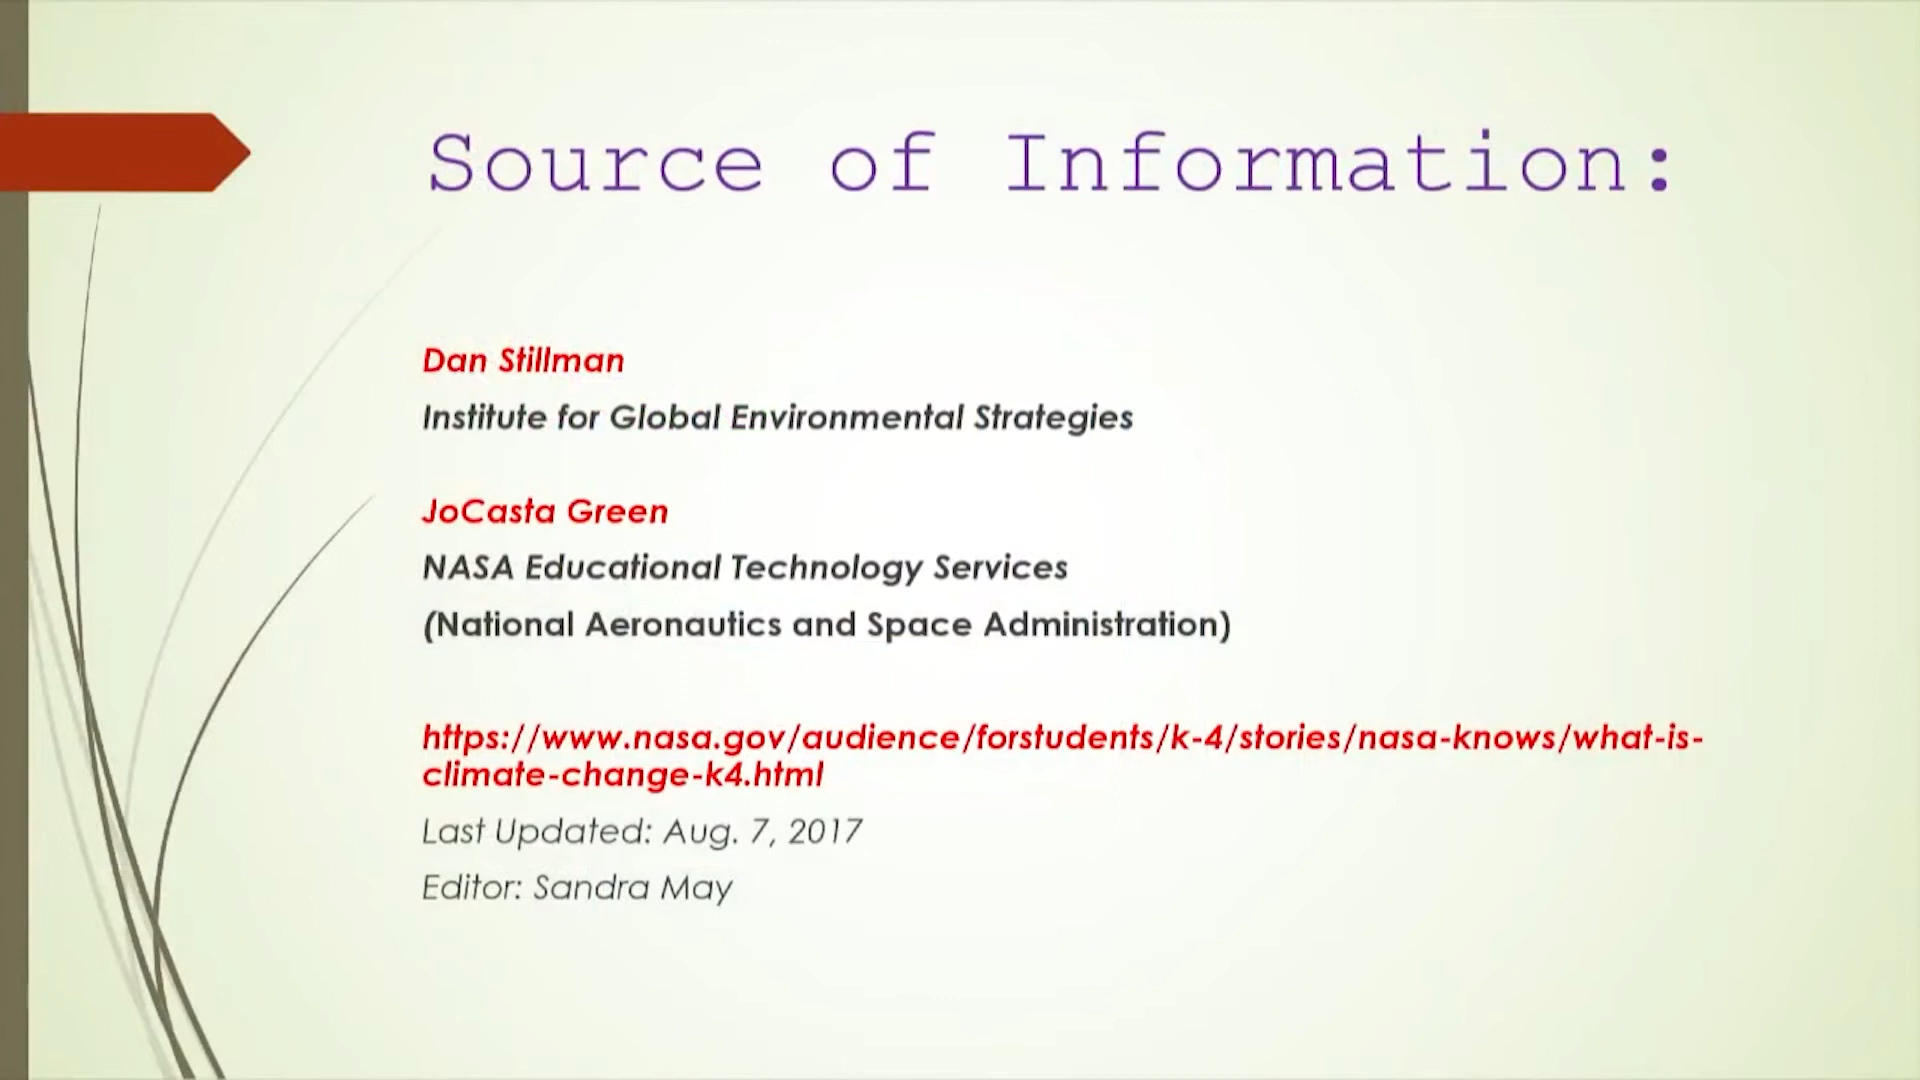 Source of Information:
Dan Stillman
Institute for Global Environmental Strategies
JoCasta Green
NASA Educational Technology Services
(National Aeronautics and Space Administration)
https://www.nasa.gov/audience/forstudents/k-4/stories/nasa-knows/what-is-
climate-change-k4.html
Last Updated: Aug. 7, 2017
Editor: Sandra May